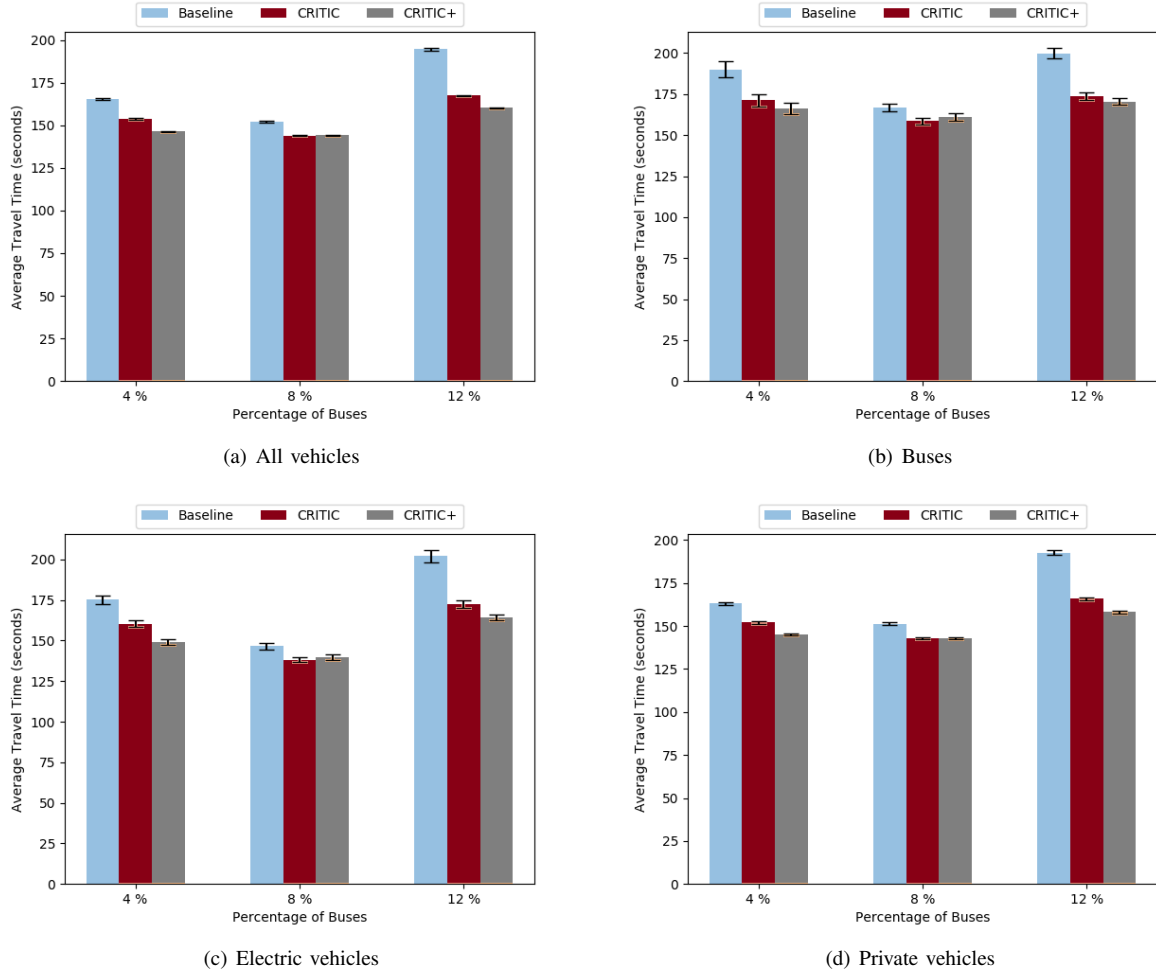 Baseline CRITIC CRITIC+
Average Travel Time (seconds)
200
175
150
125
100
75
50
25
0
4 % 8 % 12 %
Percentage of Buses
(a) All vehicles
Baseline CRITIC CRITIC+
Average Travel Time (seconds)
200
175
150
125
100
75
50
25
0
4 % 8 % 12 %
Percentage of Buses
(b) Buses
Baseline CRITIC CRITIC+
Average Travel Time (seconds)
200
175
150
125
100
75
50
25
0
4 % 8 % 12 %
Percentage of Buses
(c) Electric vehicles
Baseline CRITIC CRITIC+
Average Travel Time (seconds)
200
175
150
125
100
75
50
25
0
4 % 8 % 12 %
Percentage of Buses
(d) Private vehicles